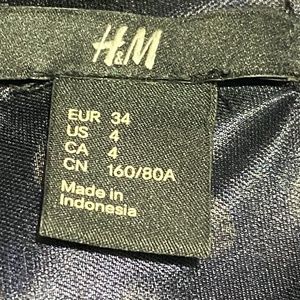 H&M
EUR 34
US 4
CA 4
CN 160/80A
Made in
Indonesia